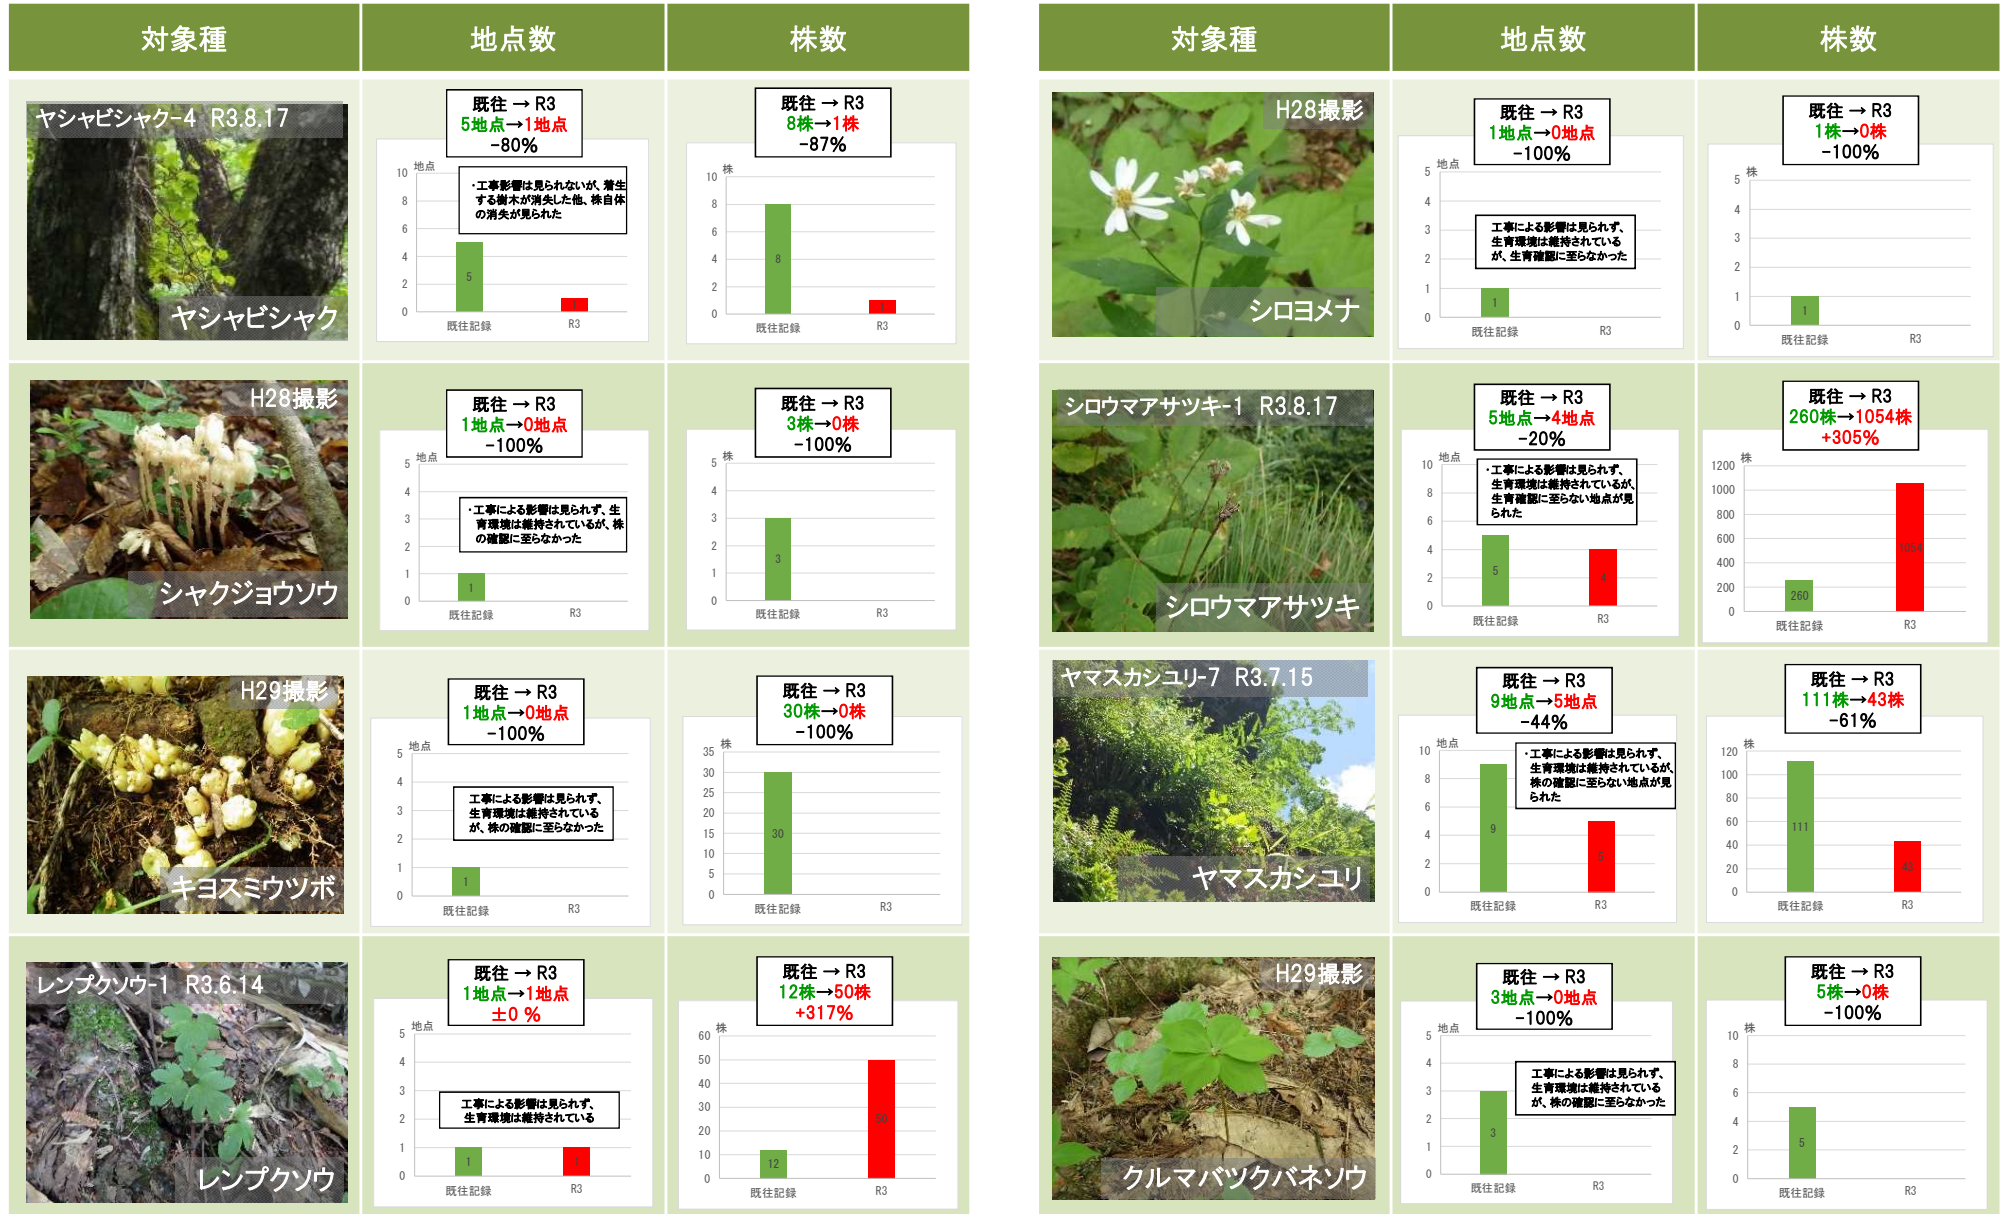 対象種
地点数
株数
ヤシャビシャク-4 R3.8.17
ヤシャビシャク
既往 → R3
5地点→1地点
-80%
地点
・工事影響は見られないが、着生
する樹木が消失した他、株自体
の消失が見られた
10
8
6
4
2
0
5
1
既往記録
R3
既往 → R3
8株→1株
-87%
株
10
8
6
4
2
0
8
1
既往記録
R3
H28撮影
シャクジョウソウ
既往 → R3
1地点→0地点
-100%
地点
・工事による影響は見られず、生
育環境は維持されているが、株
の確認に至らなかった
5
4
3
2
1
0
1
既往記録
R3
既往 → R3
3株→0株
-100%
株
5
4
3
2
1
0
3
既往記録
R3
H29撮影
キヨスミウツボ
既往 → R3
1地点→0地点
-100%
地点
工事による影響は見られず、
生育環境は維持されている
が、株の確認に至らなかった
5
4
3
2
1
0
1
既往記録
R3
既往 → R3
30株→0株
-100%
株
35
30
25
20
15
10
5
0
30
既往記録
R3
レンプクソウ-1 R3.6.14
レンプクソウ
既往 → R3
1地点→1地点
±0 %
地点
工事による影響は見られず、
生育環境は維持されている
5
4
3
2
1
0
1
1
既往記録
R3
既往 → R3
12株→50株
+317%
株
60
50
40
30
20
10
0
12
50
既往記録
R3
対象種
地点数
株数
H28撮影
シロヨメナ
既往 → R3
1地点→0地点
-100%
地点
工事による影響は見られず、
生育環境は維持されている
が、生育確認に至らなかった
5
4
3
2
1
0
1
既往記録
R3
既往 → R3
1株→0株
-100%
株
5
4
3
2
1
0
1
既往記録
R3
シロウマアサツキ-1 R3.8.17
シロウマアサツキ
既往 → R3
5地点→4地点
-20%
地点
・工事による影響は見られず、
生育環境は維持されているが、
生育確認に至らない地点が見
られた
10
8
6
4
2
0
5
4
既往記録
R3
既往 → R3
260株→1054株
+305%
株
1200
1000
800
600
400
200
0
260
1054
既往記録
R3
ヤマスカシユリ-7 R3.7.15
ヤマスカシユリ
既往 → R3
9地点→5地点
-44%
地点
・工事による影響は見られず、
生育環境は維持されているが、
株の確認に至らない地点が見
られた
10
8
6
4
2
0
9
5
既往記録
R3
既往 → R3
111株→43株
-61%
株
120
100
80
60
40
20
0
111
43
既往記録
R3
H29撮影
クルマバツクバネソウ
既往 → R3
3地点→0地点
-100%
地点
工事による影響は見られず、
生育環境は維持されている
が、株の確認に至らなかった
5
4
3
2
1
0
3
既往記録
R3
既往 → R3
5株→0株
-100%
株
10
8
6
4
2
0
5
既往記録
R3